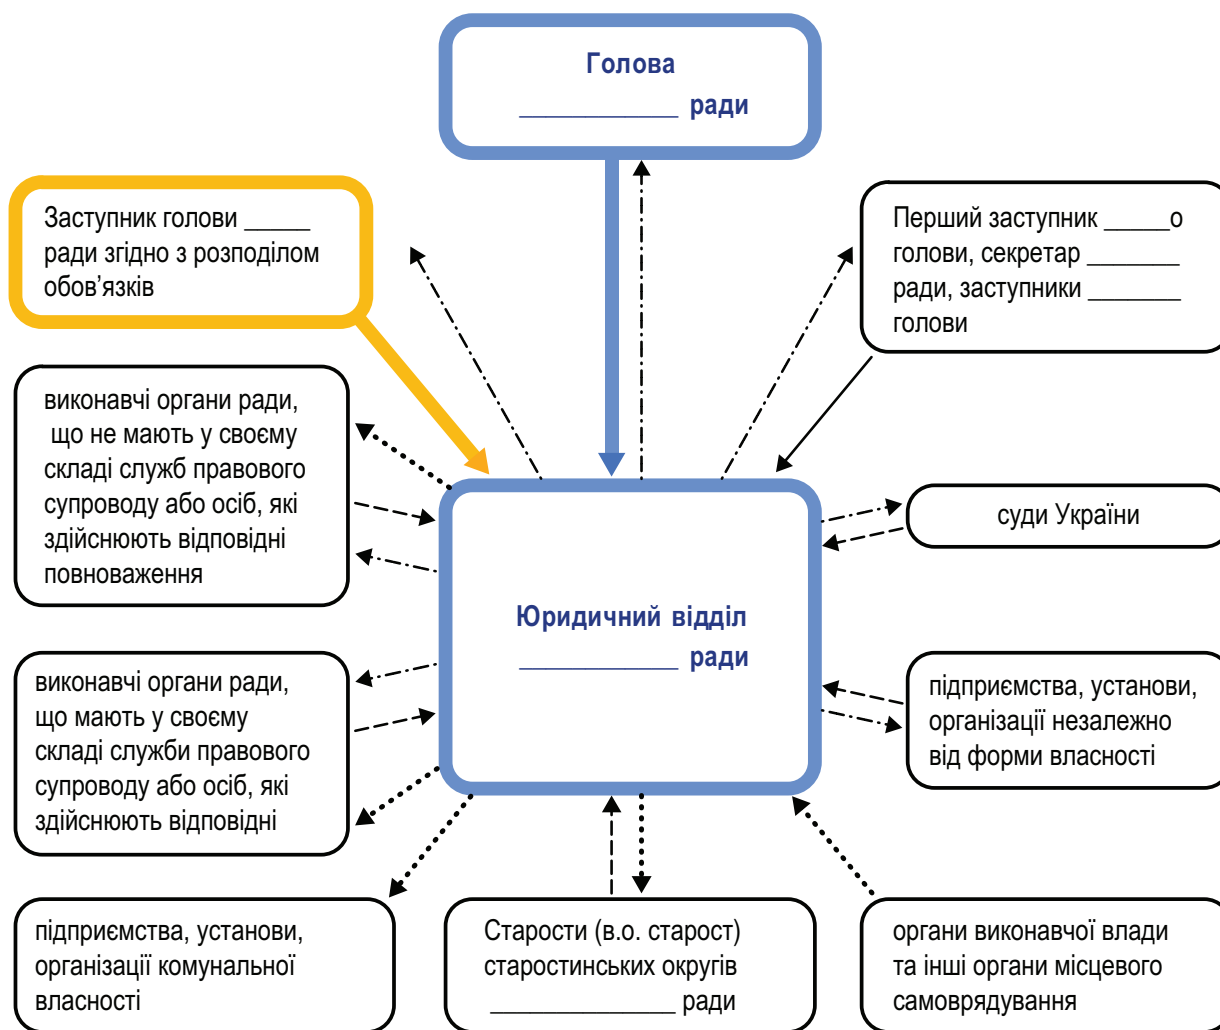 Голова
____________ ради
Заступник голови _____
ради згідно з розподілом
обов’язків
Перший заступник _____о
голови, секретар _______
ради, заступники _______
голови
виконавчі органи ради,
що не мають у своєму
складі служб правового
супроводу або осіб, які
здійснюють відповідні
повноваження
суди України
Юридичний відділ
____________ ради
виконавчі органи ради,
що мають у своєму
складі служби правового
супроводу або осіб, які
здійснюють відповідні
підприємства, установи,
організації незалежно
від форми власності
підприємства, установи,
організації комунальної
власності
Старости (в.о. старост)
старостинських округів
______________ ради
органи виконавчої влади
та інші органи місцевого
самоврядування